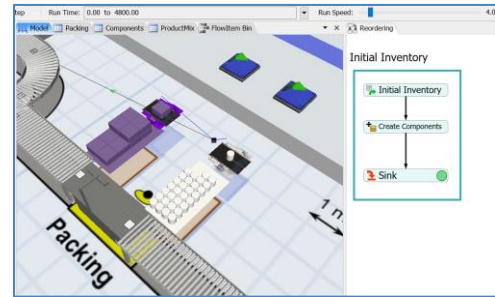 tep Run Time: 0.00 to 4800.00 Run Speed: 4.0
Model Packing Components ProductMix FlowItem Bin Reordering
Initial Inventory
Initial Inventory
Create Components
Sink
1 n
Packing